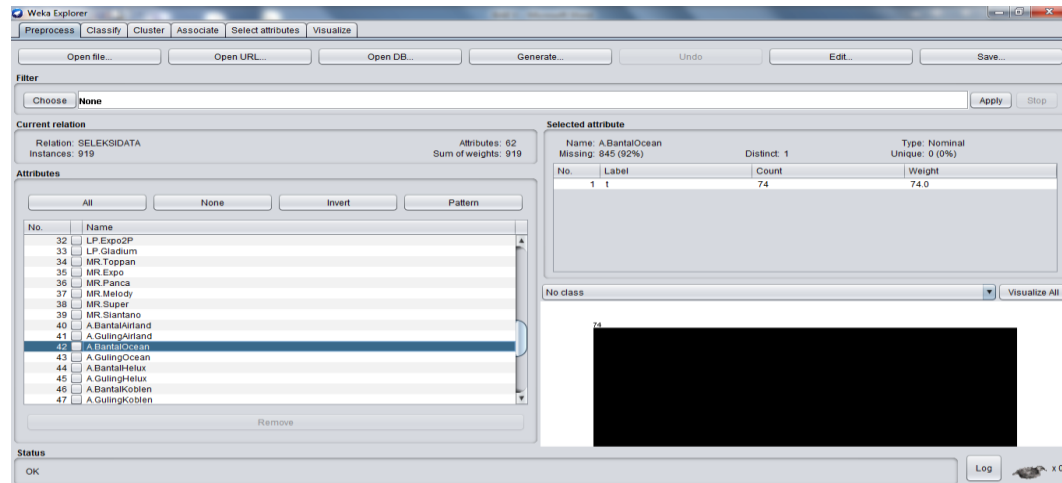 Weka Explorer
Preprocess Classify Cluster Associate Select attributes Visualize
Open file... Open URL... Open DB... Generate... Undo Edit... Save...
Filter
Choose None Apply Stop
Current relation
Relation: SELEKSIDATA Attributes: 62
Instances: 919 Sum of weights: 919
Attributes
All None Invert Pattern
No. Name
32 LP.Expo2P
33 LP.Gladium
34 MR.Toppan
35 MR.Expo
36 MR.Panca
37 MR.Melody
38 MR.Super
39 MR.Siantano
40 A.BantalAirland
41 A.GulingAirland
42 A.BantalOcean
43 A.GulingOcean
44 A.BantalHelux
45 A.GulingHelux
46 A.BantalKoblen
47 A.GulingKoblen
Remove
Selected attribute
Name: A.BantalOcean Type: Nominal
Missing: 845 (92%) Distinct: 1 Unique: 0 (0%)
No. Label Count Weight
1 t 74 74.0
No class Visualize All
74
Status
OK Log x 0